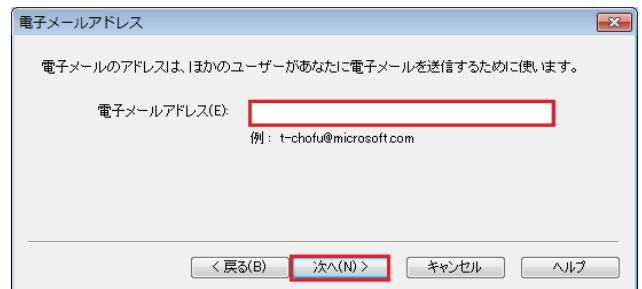 電子メールアドレス
電子メールのアドレスは、ほかのユーザーがあなたに電子メールを送信するために使います。
電子メールアドレス(E):
例： t-chofu@microsoft.com
< 戻る(B) 次へ(N) > キャンセル ヘルプ